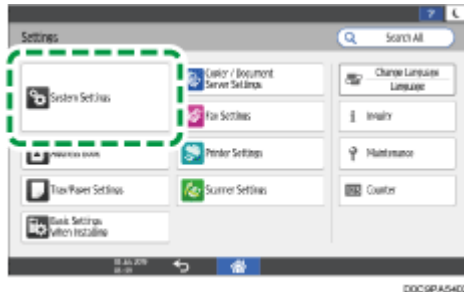 ?
Settings
Search All
System Settings
Copier / Document
Server Settings
Fax Settings
Address Book
Printer Settings
Tray/Paper Settings
Scanner Settings
Basic Settings
When Installing
Change Language
Language
Inquiry
Maintenance
Counter
DOC9PA5402